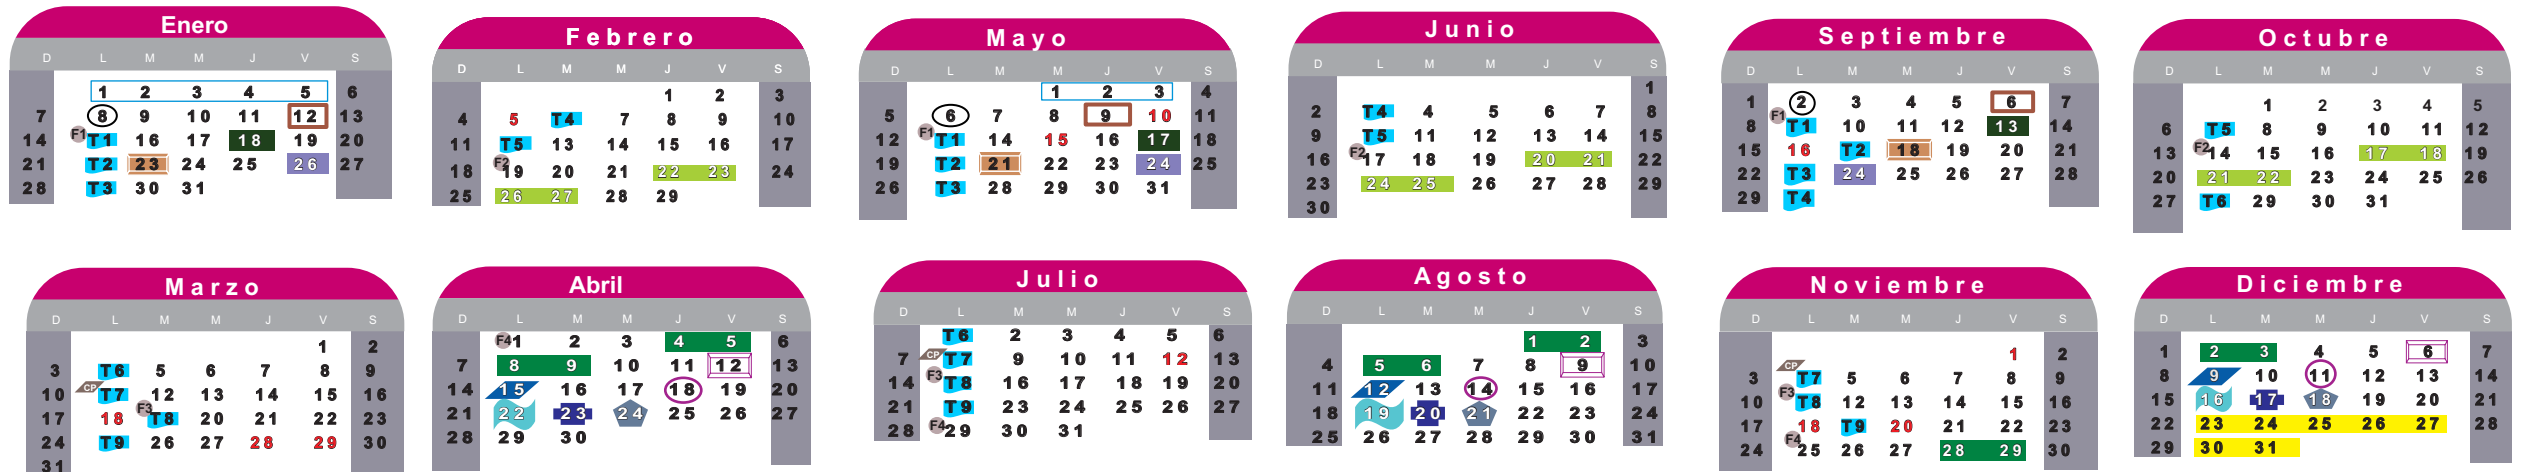 Enero
D L M M J V S
1 2 3 4 5 6
7 8 9 10 11 12 13
14 F1 T1 16 17 18 19 20
21 T2 23 24 25 26 27
28 T3 30 31
Febrero
D L M M J V S
1 2 3
4 5 T4 7 8 9 10
11 T5 13 14 15 16 17
18 F2 19 20 21 22 23 24
25 26 27 28 29
Mayo
D L M M J V S
1 2 3 4
5 6 7 8 9 10 11
12 F1 T1 14 15 16 17 18
19 T2 21 22 23 24 25
26 T3 28 29 30 31
Junio
D L M M J V S
1
2 T4 4 5 6 7 8
9 T5 11 12 13 14 15
16 F2 17 18 19 20 21 22
23 24 25 26 27 28 29
30
Septiembre
D L M M J V S
1 2 3 4 5 6 7
8 F1 T1 10 11 12 13 14
15 16 T2 18 19 20 21
22 T3 24 25 26 27 28
29 T4
Octubre
D L M M J V S
1 2 3 4 5
6 T5 8 9 10 11 12
13 F2 14 15 16 17 18 19
20 21 22 23 24 25 26
27 T6 29 30 31
Marzo
D L M M J V S
1 2
3 T6 5 6 7 8 9
10 CP T7 12 13 14 15 16
17 18 F3 T8 20 21 22 23
24 T9 26 27 28 29 30
31
Abril
D L M M J V S
F4 1 2 3 4 5 6
7 8 9 10 11 12 13
14 15 16 17 18 19 20
21 22 23 24 25 26 27
28 29 30
Julio
D L M M J V S
T6 2 3 4 5 6
7 CP T7 9 10 11 12 13
14 F3 T8 16 17 18 19 20
21 T9 23 24 25 26 27
28 F4 29 30 31
Agosto
D L M M J V S
1 2 3
4 5 6 7 8 9 10
11 12 13 14 15 16 17
18 19 20 21 22 23 24
25 26 27 28 29 30 31
Noviembre
D L M M J V S
1 2
3 CP T7 5 6 7 8 9
10 F3 T8 12 13 14 15 16
17 18 T9 20 21 22 23
24 F4 25 26 27 28 29 30
Diciembre
D L M M J V S
1 2 3 4 5 6 7
8 9 10 11 12 13 14
15 16 17 18 19 20 21
22 23 24 25 26 27 28
29 30 31